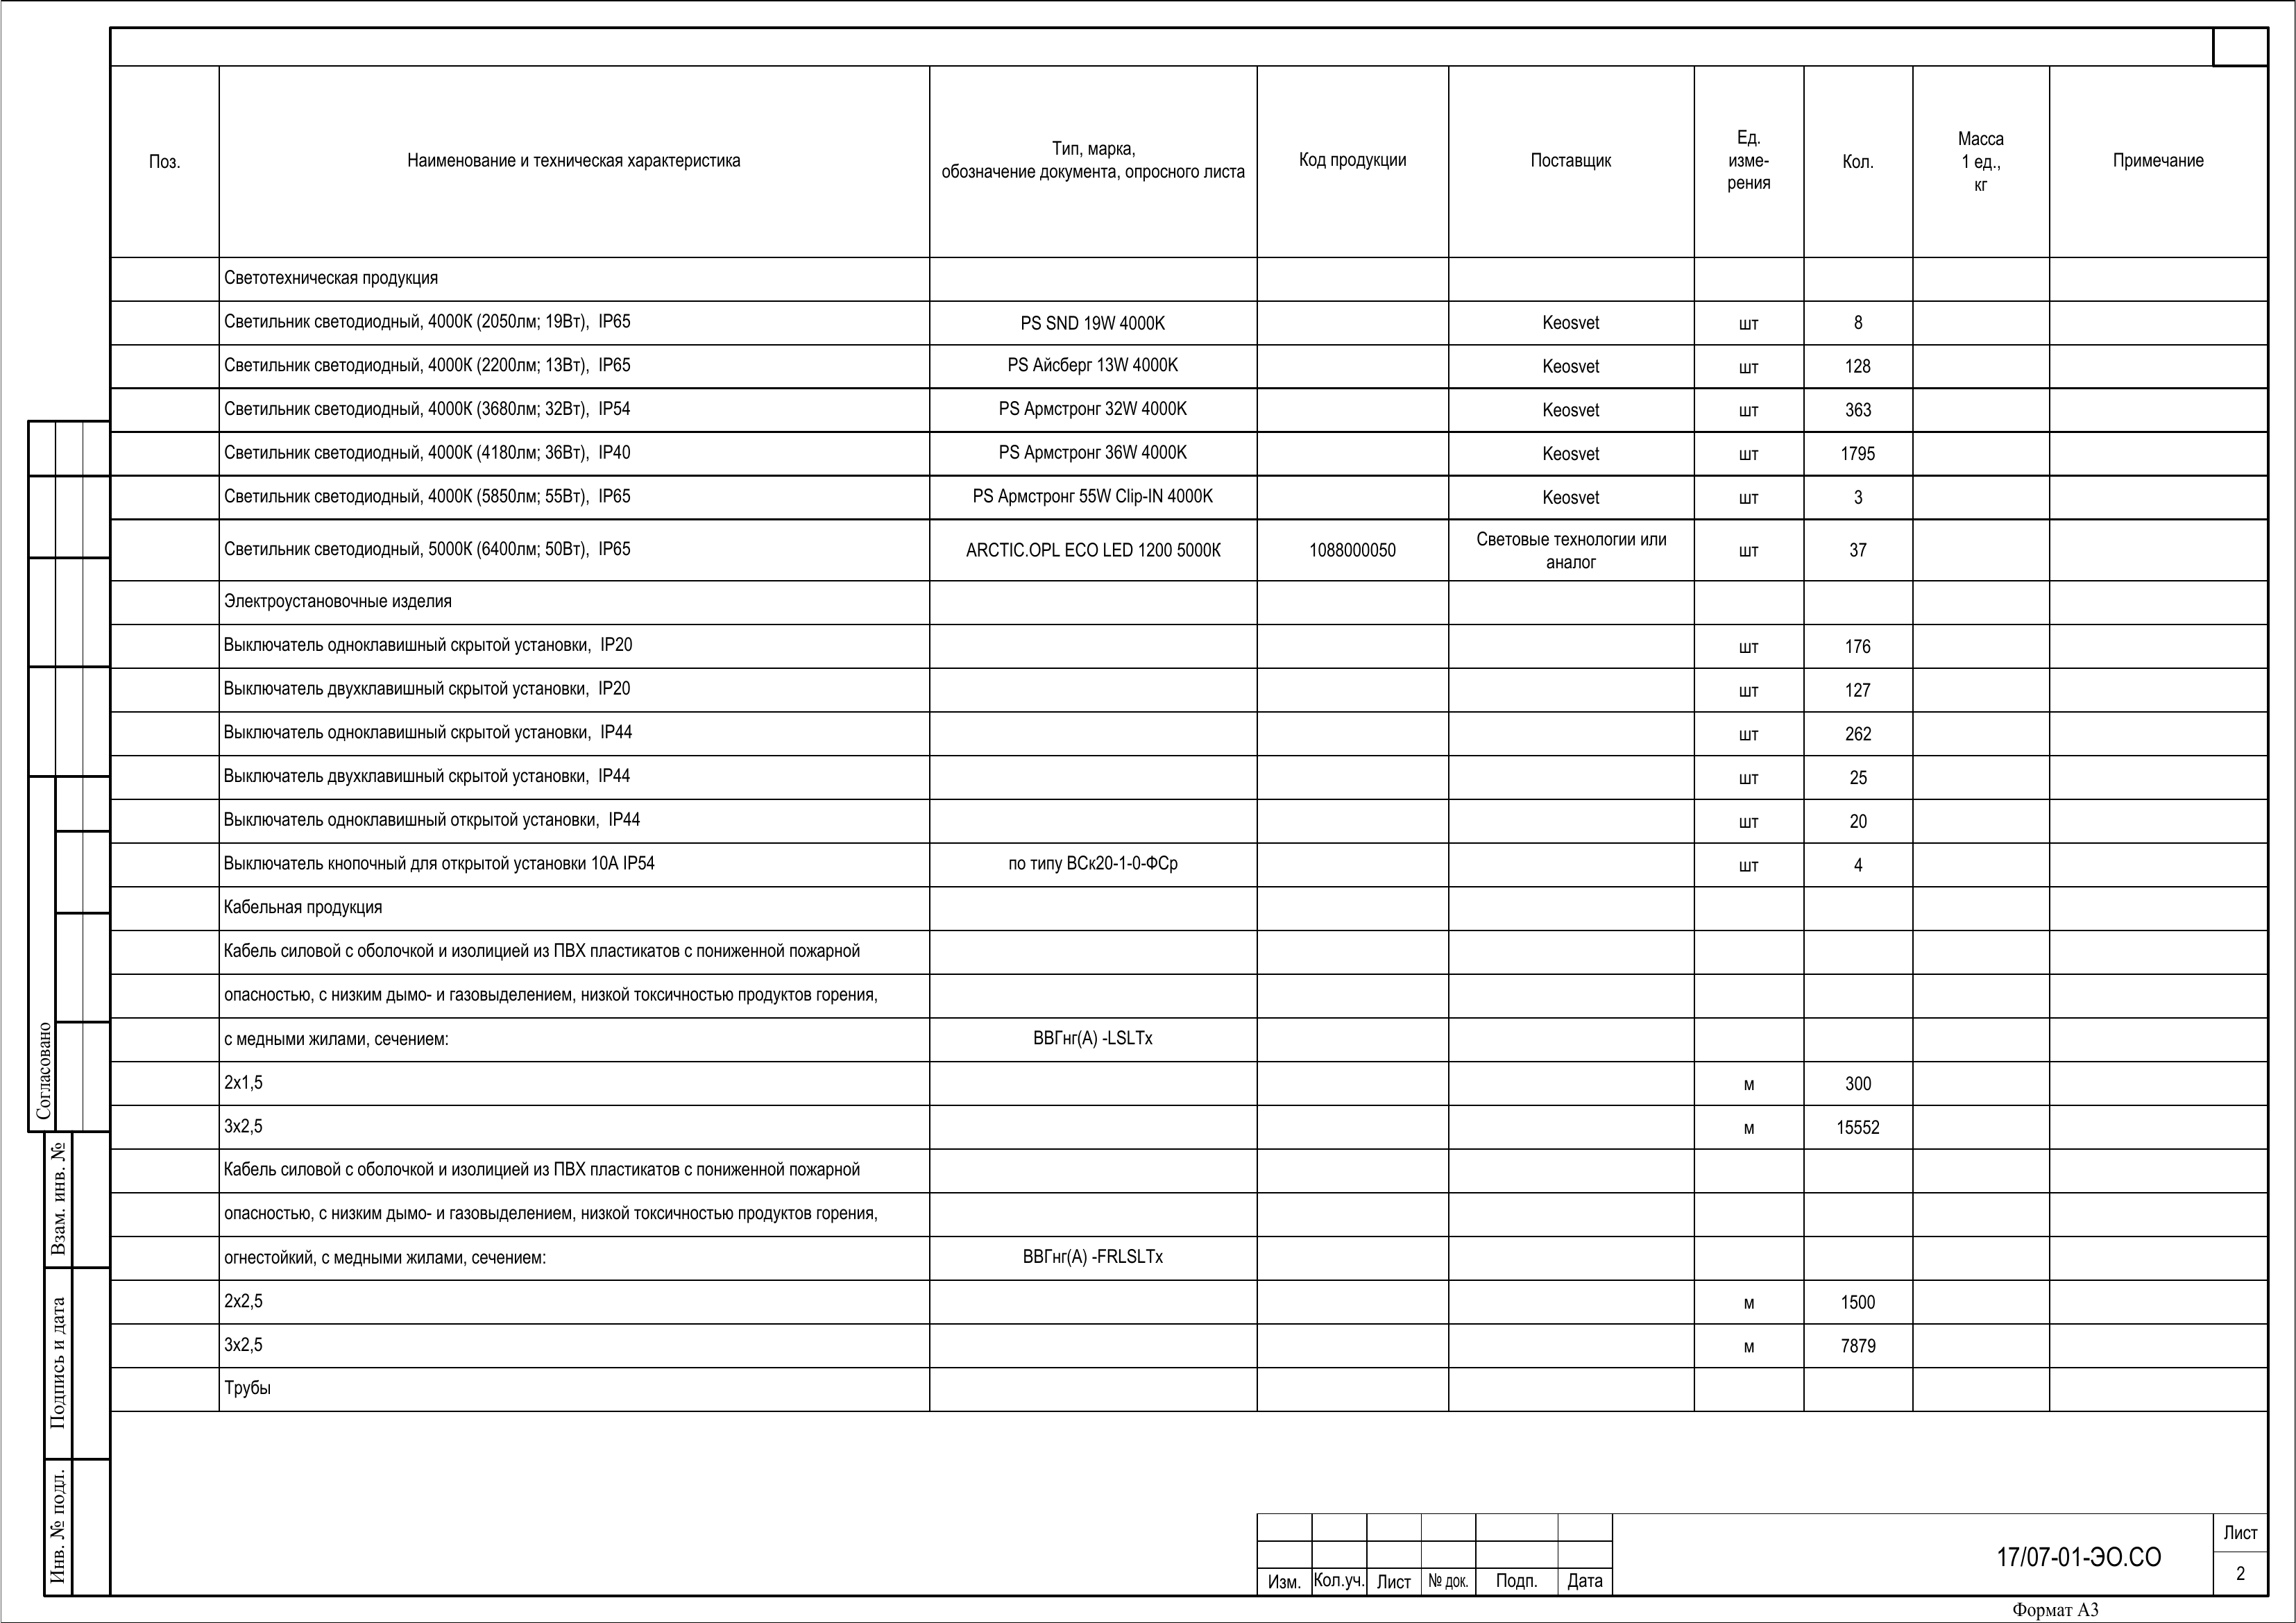 Поз.
Наименование и техническая характеристика
Тип, марка,
обозначение документа, опросного листа
Код продукции
Поставщик
Ед.
изме-
рения
Кол.
Масса
1 ед.,
кг
Примечание
Светотехническая продукция
Светильник светодиодный, 4000К (2050лм; 19Вт), IP65 PS SND 19W 4000K Keosvet шт 8
Светильник светодиодный, 4000К (2200лм; 13Вт), IP65 PS Айсберг 13W 4000K Keosvet шт 128
Светильник светодиодный, 4000К (3680лм; 32Вт), IP54 PS Армстронг 32W 4000K Keosvet шт 363
Светильник светодиодный, 4000К (4180лм; 36Вт), IP40 PS Армстронг 36W 4000K Keosvet шт 1795
Светильник светодиодный, 4000К (5850лм; 55Вт), IP65 PS Армстронг 55W Clip-IN 4000K Keosvet шт 3
Светильник светодиодный, 5000К (6400лм; 50Вт), IP65 ARCTIC.OPL ECO LED 1200 5000K 1088000050 Световые технологии или
аналог
шт 37
Электроустановочные изделия
Выключатель одноклавишный скрытой установки, IP20 шт 176
Выключатель двухклавишный скрытой установки, IP20 шт 127
Выключатель одноклавишный скрытой установки, IP44 шт 262
Выключатель двухклавишный скрытой установки, IP44 шт 25
Выключатель одноклавишный открытой установки, IP44 шт 20
Выключатель кнопочный для открытой установки 10А IP54 по типу ВСк20-1-0-ФСр шт 4
Кабельная продукция
Кабель силовой с оболочкой и изолицией из ПВХ пластикатов с пониженной пожарной
опасностью, с низким дымо- и газовыделением, низкой токсичностью продуктов горения,
с медными жилами, сечением: ВВГнг(А) -LSLTx
2х1,5 м 300
3х2,5 м 15552
Кабель силовой с оболочкой и изолицией из ПВХ пластикатов с пониженной пожарной
опасностью, с низким дымо- и газовыделением, низкой токсичностью продуктов горения,
огнестойкий, с медными жилами, сечением: ВВГнг(А) -FRLSLTx
2х2,5 м 1500
3х2,5 м 7879
Трубы
Согласовано
Взам. инв. №
Подпись и дата
Инв. № подл.
Изм. Кол.уч. Лист № док. Подп. Дата
17/07-01-ЭО.СО
Лист
2
Формат А3